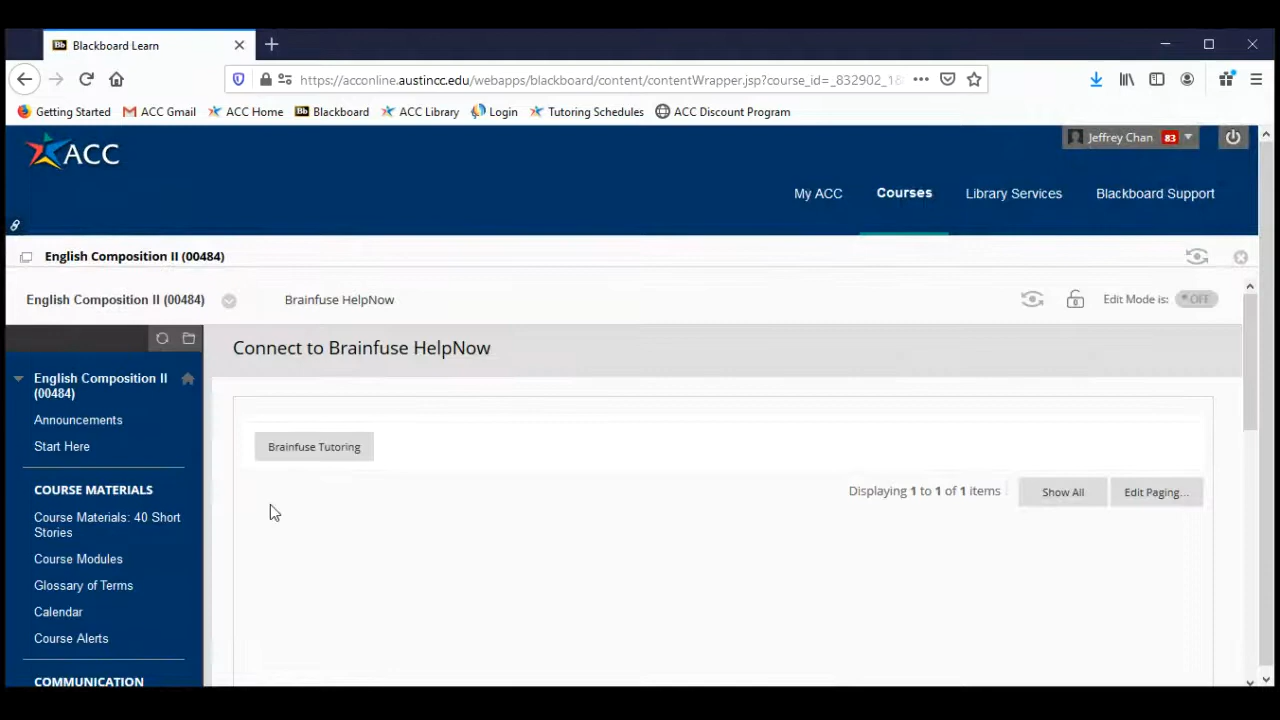 Bb Blackboard Learn
https://acconline.austincc.edu/webapps/blackboard/content/contentWrapper.jsp?course_id=_832902_1&
Getting Started ACC Gmail ACC Home Bb Blackboard ACC Library Login Tutoring Schedules ACC Discount Program
ACC
Jeffrey Chan 83
My ACC Courses Library Services Blackboard Support
English Composition II (00484)
English Composition II (00484) Brainfuse HelpNow Edit Mode is: OFF
Connect to Brainfuse HelpNow
English Composition II
(00484)
Announcements
Start Here
COURSE MATERIALS
Course Materials: 40 Short
Stories
Course Modules
Glossary of Terms
Calendar
Course Alerts
COMMUNICATION
Brainfuse Tutoring
Displaying 1 to 1 of 1 items Show All Edit Paging...